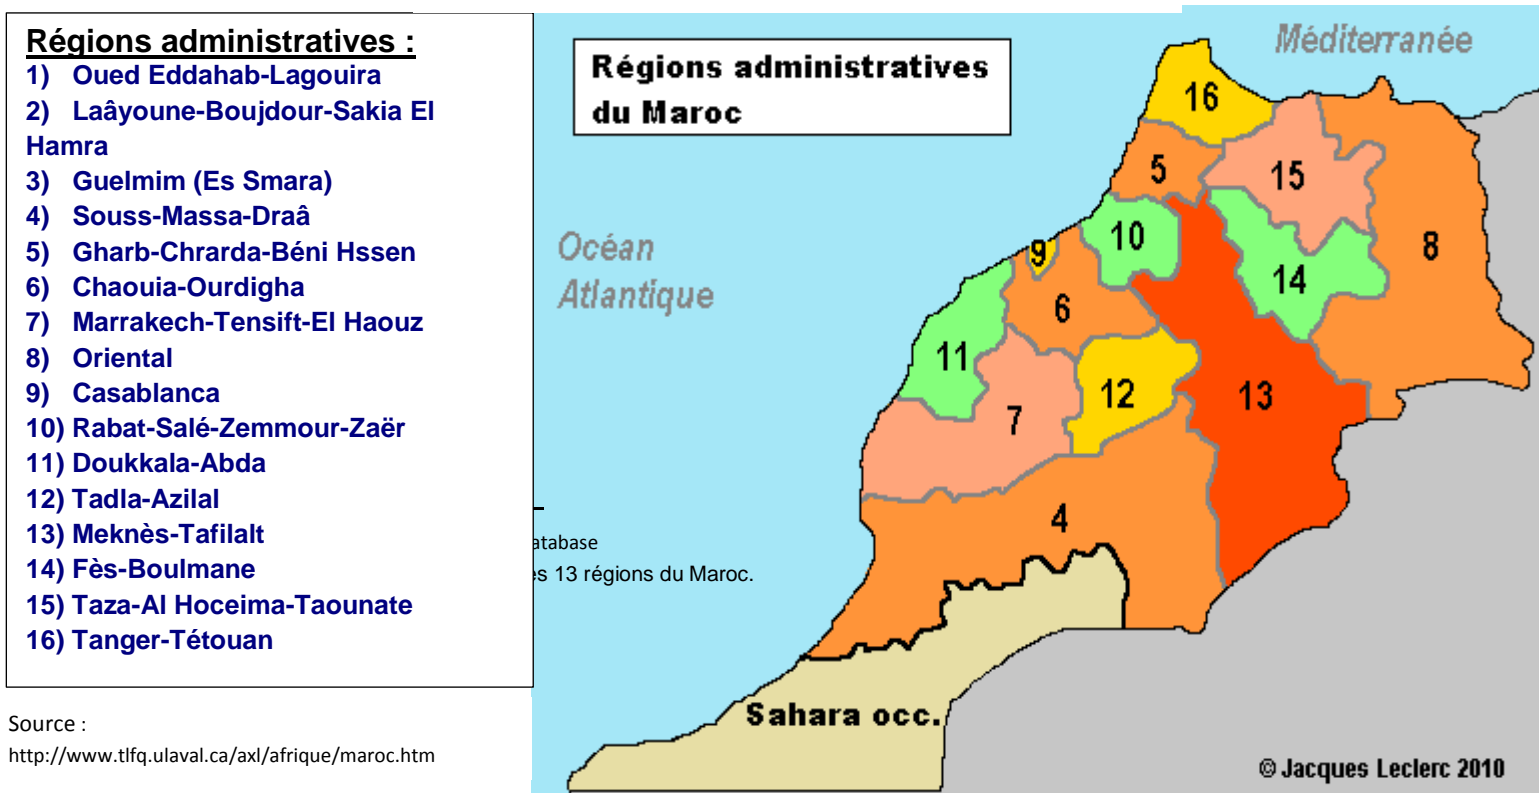 Régions administratives :
1) Oued Eddahab-Lagouira
2) Laâyoune-Boujdour-Sakia El
Hamra
3) Guelmim (Es Smara)
4) Souss-Massa-Draâ
5) Gharb-Chrarda-Béni Hssen
6) Chaouia-Ourdigha
7) Marrakech-Tensift-El Haouz
8) Oriental
9) Casablanca
10) Rabat-Salé-Zemmour-Zaër
11) Doukkala-Abda
12) Tadla-Azilal
13) Meknès-Tafilalt
14) Fès-Boulmane
15) Taza-Al Hoceima-Taounate
16) Tanger-Tétouan
Source :
http://www.tlfq.ulaval.ca/axl/afrique/maroc.htm
Régions administratives
du Maroc
Méditerranée
16
5
15
10
8
Océan
Atlantique
9
14
6
11
12
13
7
4
13 régions du Maroc.
Sahara occ.
© Jacques Leclerc 2010